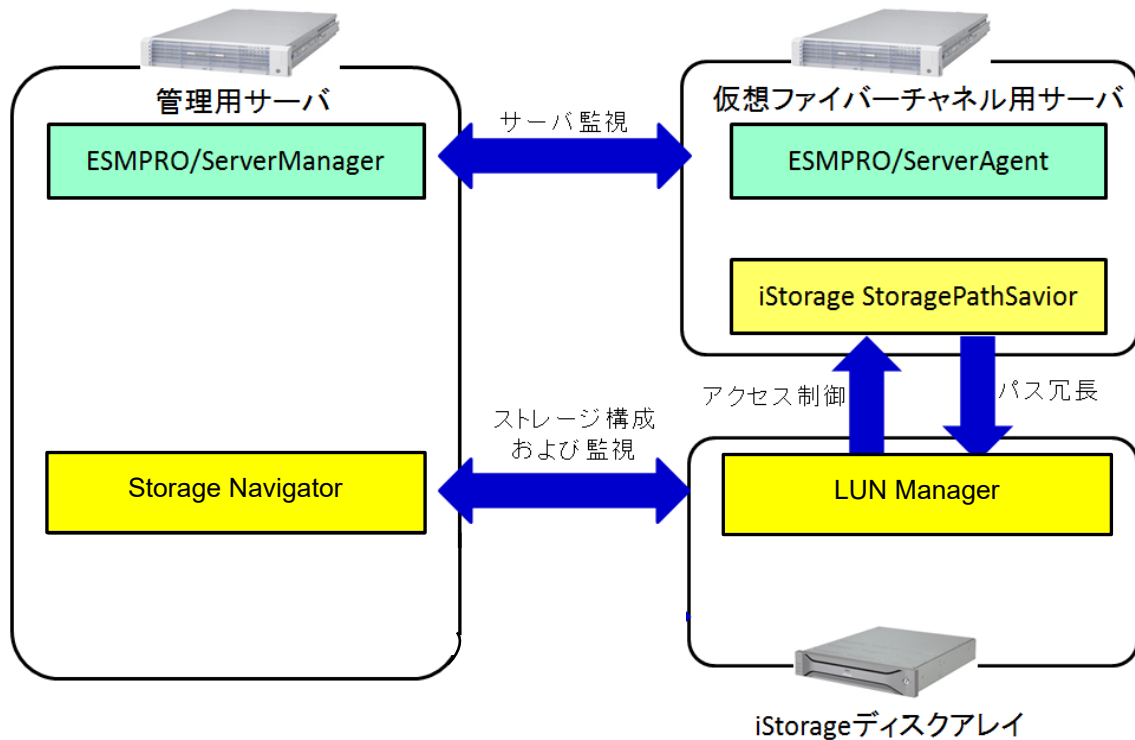 管理用サーバ
仮想ファイバーチャネル用サーバ
サーバ監視
ESMPRO/ServerManager
ESMPRO/ServerAgent
iStorage StoragePathSavior
アクセス制御
パス冗長
ストレージ構成
および監視
Storage Navigator
LUN Manager
iStorageディスクアレイ